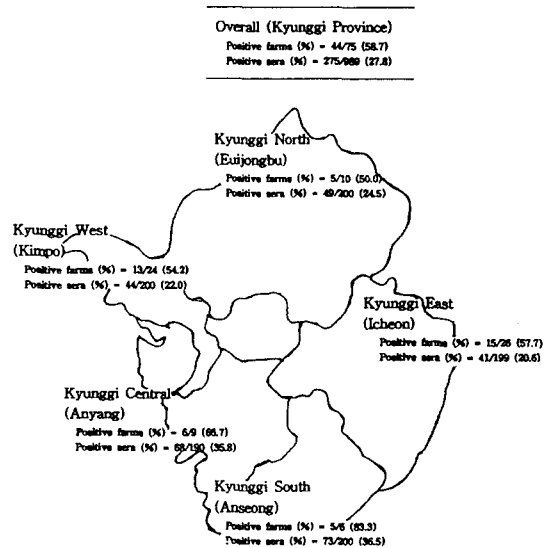 Overall (Kyunggi Province)
Positive farms (%) = 44/75 (58.7)
Positive sera (%) = 275/989 (27.8)
Kyunggi North
(Euijongbu)
Positive farms (%) = 5/10 (50.0)
Positive sera (%) = 49/200 (24.5)
Kyunggi West
(Kimpo)
Positive farms (%) = 13/24 (54.2)
Positive sera (%) = 44/200 (22.0)
Kyunggi East
(Icheon)
Positive farms (%) = 15/26 (57.7)
Positive sera (%) = 41/199 (20.6)
Kyunggi Central
(Anyang)
Positive farms (%) = 6/9 (66.7)
Positive sera (%) = 68/190 (35.8)
Kyunggi South
(Anseong)
Positive farms (%) = 5/6 (83.3)
Positive sera (%) = 73/200 (36.5)